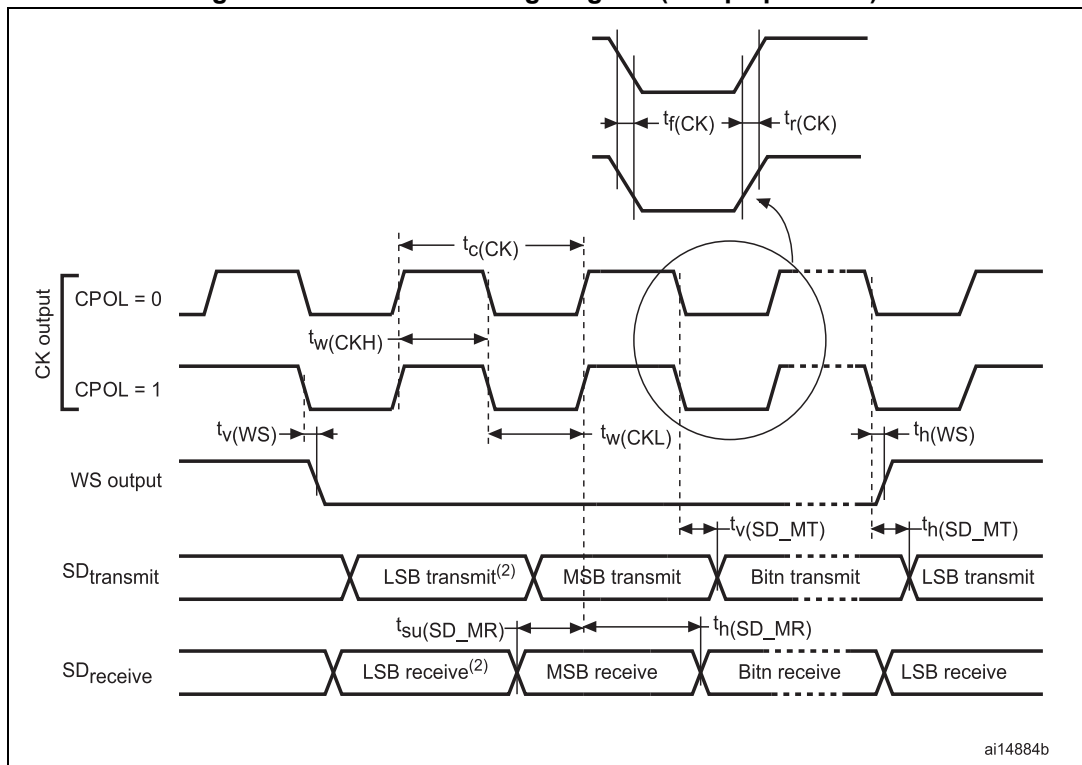 tf(CK)
tr(CK)
tc(CK)
CK output
CPOL = 0
tw(CKH)
CPOL = 1
tv(WS)
tw(CKL)
th(WS)
WS output
tv(SD_MT)
th(SD_MT)
SDtransmit
LSB transmit(2)
MSB transmit
Bitn transmit
LSB transmit
tsu(SD_MR)
th(SD_MR)
SDreceive
LSB receive(2)
MSB receive
Bitn receive
LSB receive
ai14884b